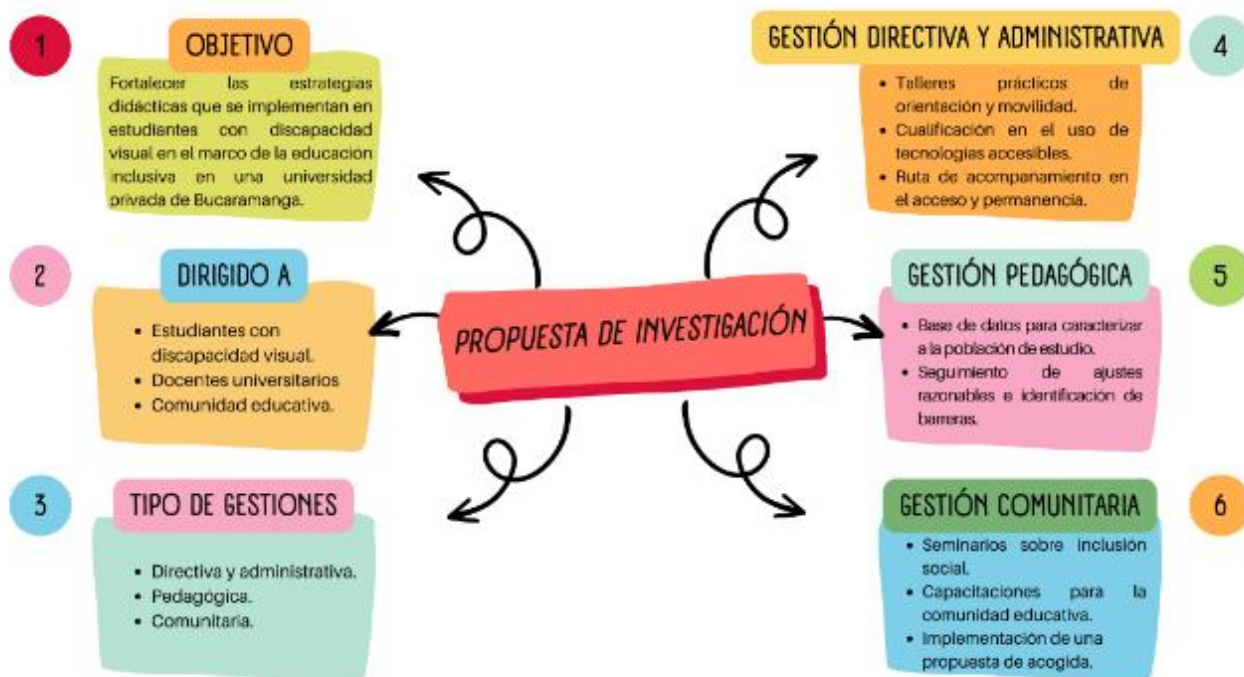 1
OBJETIVO
Fortalecer las estrategias
didácticas que se implementan en
estudiantes con discapacidad
visual en el marco de la educación
inclusiva en una universidad
privada de Bucaramanga.
2
DIRIGIDO A
• Estudiantes con
discapacidad visual.
• Docentes universitarios
• Comunidad educativa.
3
TIPO DE GESTIONES
• Directiva y administrativa.
• Pedagógica.
• Comunitaria.
PROPUESTA DE INVESTIGACIÓN
GESTIÓN DIRECTIVA Y ADMINISTRATIVA
4
• Talleres prácticos de
orientación y movilidad.
• Cualificación en el uso de
tecnologías accesibles.
• Ruta de acompanamiento en
el acceso y permanencia.
GESTIÓN PEDAGÓGICA
5
• Base de datos para caracterizar
a la población de estudio.
• Seguimiento de ajustes
razonables e identificación de
barreras.
GESTIÓN COMUNITARIA
6
• Seminarios sobre inclusión
social.
• Capacitaciones para la
comunidad educativa.
• Implementación de una
propuesta de acogida.